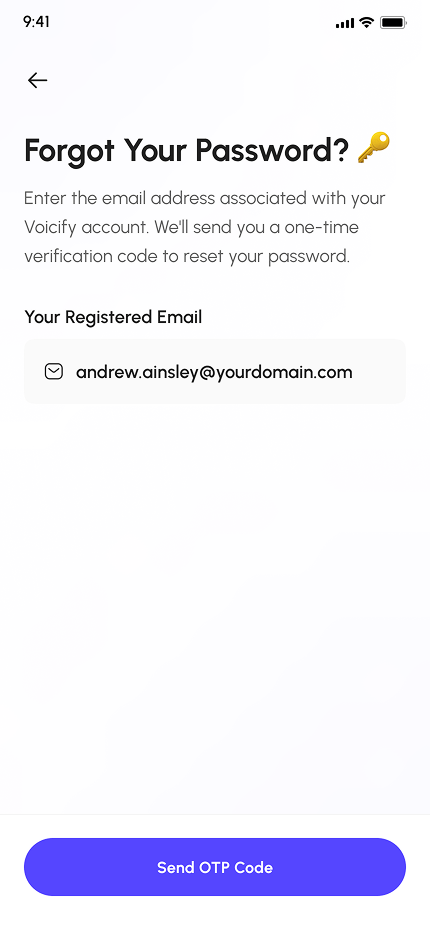 9:41
Forgot Your Password? 🔑
Enter the email address associated with your
Voicify account. We'll send you a one-time
verification code to reset your password.
Your Registered Email
andrew.ainsley@yourdomain.com
Send OTP Code